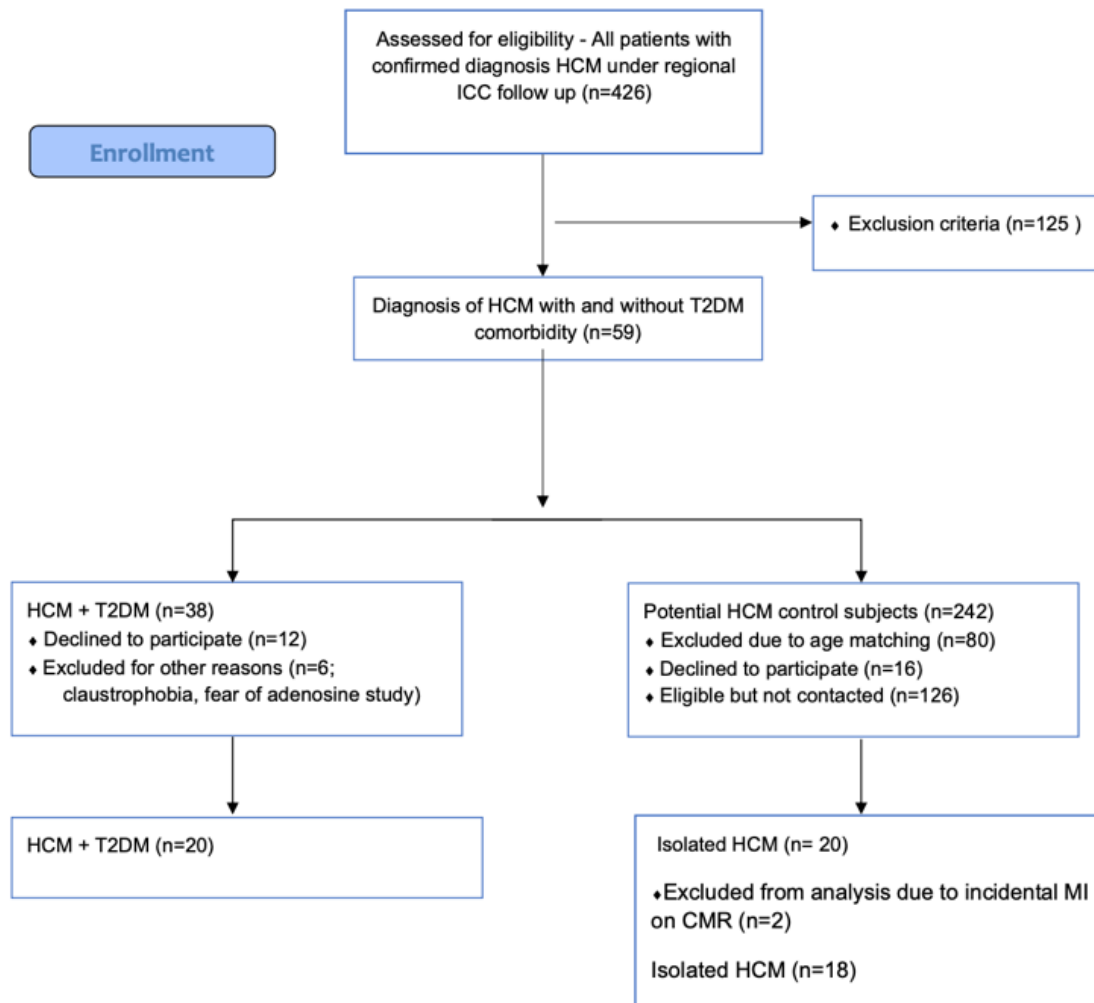 Assessed for eligibility - All patients with
confirmed diagnosis HCM under regional
ICC follow up (n=426)
Enrollment
♦ Exclusion criteria (n=125 )
Diagnosis of HCM with and without T2DM
comorbidity (n=59)
HCM + T2DM (n=38)
♦ Declined to participate (n=12)
♦ Excluded for other reasons (n=6;
claustrophobia, fear of adenosine study)
Potential HCM control subjects (n=242)
♦ Excluded due to age matching (n=80)
♦ Declined to participate (n=16)
♦ Eligible but not contacted (n=126)
HCM + T2DM (n=20)
Isolated HCM (n= 20)
♦Excluded from analysis due to incidental MI
on CMR (n=2)
Isolated HCM (n=18)